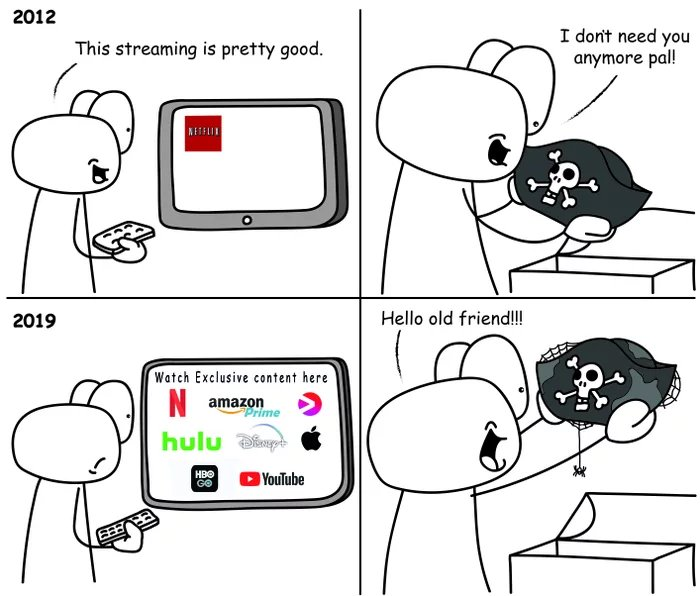 2012
This streaming is pretty good.
NETFLIX
I don't need you
anymore pal!
2019
Watch Exclusive content here
N
amazon
Prime
hulu
Disney+
HBO
GO
YouTube
Hello old friend!!!